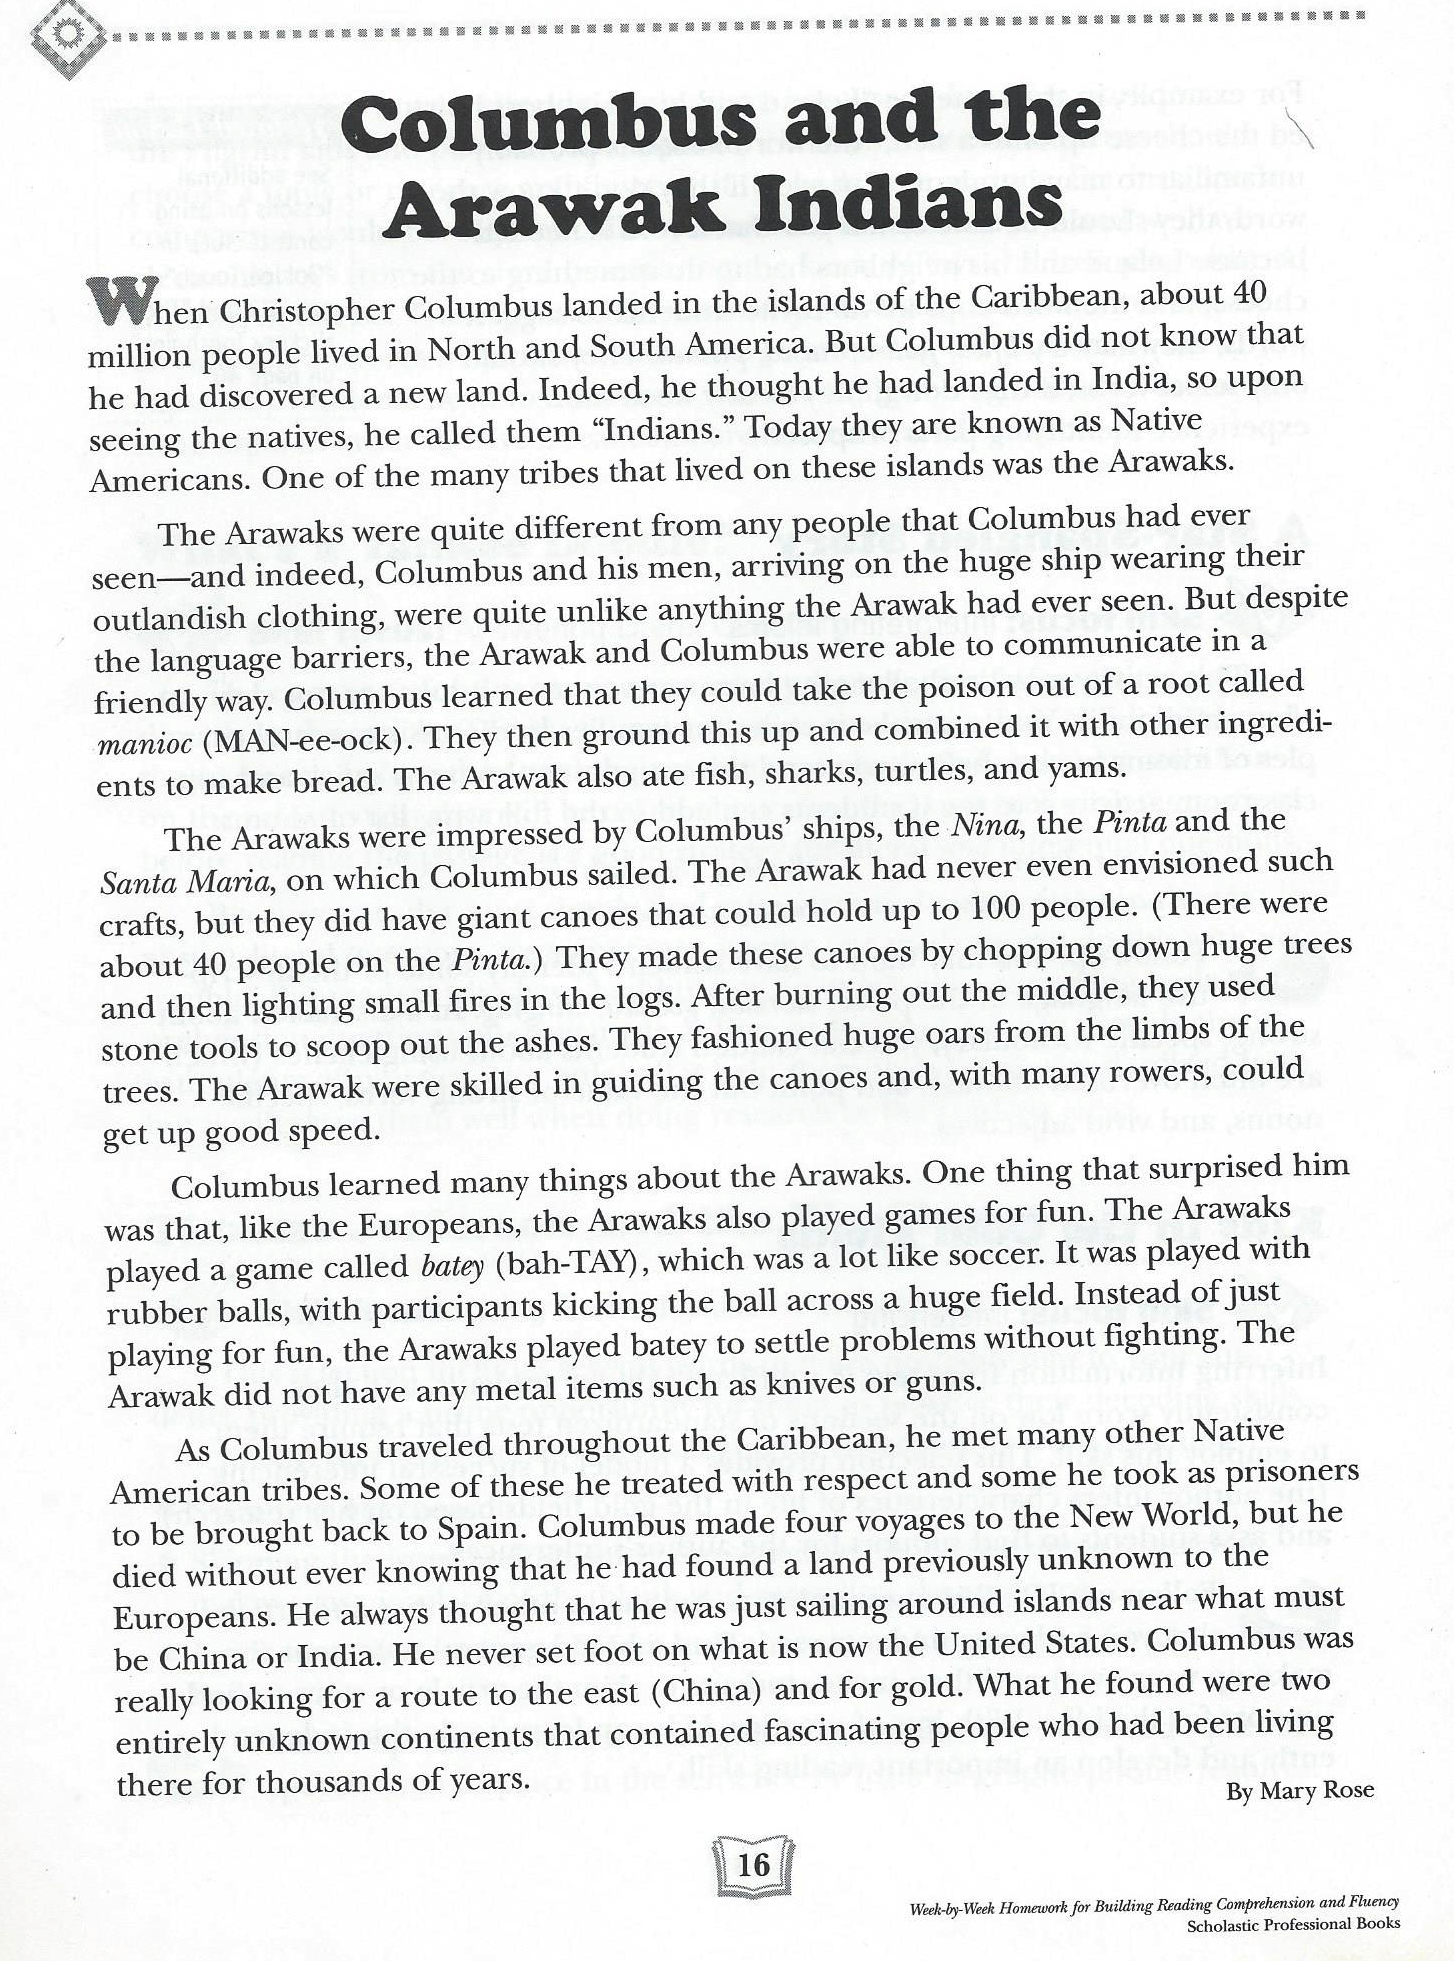 Columbus and the
Arawak Indians
When Christopher Columbus landed in the islands of the Caribbean, about 40
million people lived in North and South America. But Columbus did not know that
he had discovered a new land. Indeed, he thought he had landed in India, so upon
seeing the natives, he called them “Indians.” Today they are known as Native
Americans. One of the many tribes that lived on these islands was the Arawaks.
The Arawaks were quite different from any people that Columbus had ever
seen—and indeed, Columbus and his men, arriving on the huge ship wearing their
outlandish clothing, were quite unlike anything the Arawak had ever seen. But despite
the language barriers, the Arawak and Columbus were able to communicate in a
friendly way. Columbus learned that they could take the poison out of a root called
manioc (MAN-ee-ock). They then ground this up and combined it with other ingredi-
ents to make bread. The Arawak also ate fish, sharks, turtles, and yams.
The Arawaks were impressed by Columbus’ ships, the Nina, the Pinta and the
Santa Maria, on which Columbus sailed. The Arawak had never even envisioned such
crafts, but they did have giant canoes that could hold up to 100 people. (There were
about 40 people on the Pinta.) They made these canoes by chopping down huge trees
and then lighting small fires in the logs. After burning out the middle, they used
stone tools to scoop out the ashes. They fashioned huge oars from the limbs of the
trees. The Arawak were skilled in guiding the canoes and, with many rowers, could
get up good speed.
Columbus learned many things about the Arawaks. One thing that surprised him
was that, like the Europeans, the Arawaks also played games for fun. The Arawaks
played a game called batey (bah-TAY), which was a lot like soccer. It was played with
rubber balls, with participants kicking the ball across a huge field. Instead of just
playing for fun, the Arawaks played batey to settle problems without fighting. The
Arawak did not have any metal items such as knives or guns.
As Columbus traveled throughout the Caribbean, he met many other Native
American tribes. Some of these he treated with respect and some he took as prisoners
to be brought back to Spain. Columbus made four voyages to the New World, but he
died without ever knowing that he had found a land previously unknown to the
Europeans. He always thought that he was just sailing around islands near what must
be China or India. He never set foot on what is now the United States. Columbus was
really looking for a route to the east (China) and for gold. What he found were two
entirely unknown continents that contained fascinating people who had been living
there for thousands of years.
By Mary Rose
16
Week-by-Week Homework for Building Reading Comprehension and Fluency
Scholastic Professional Books